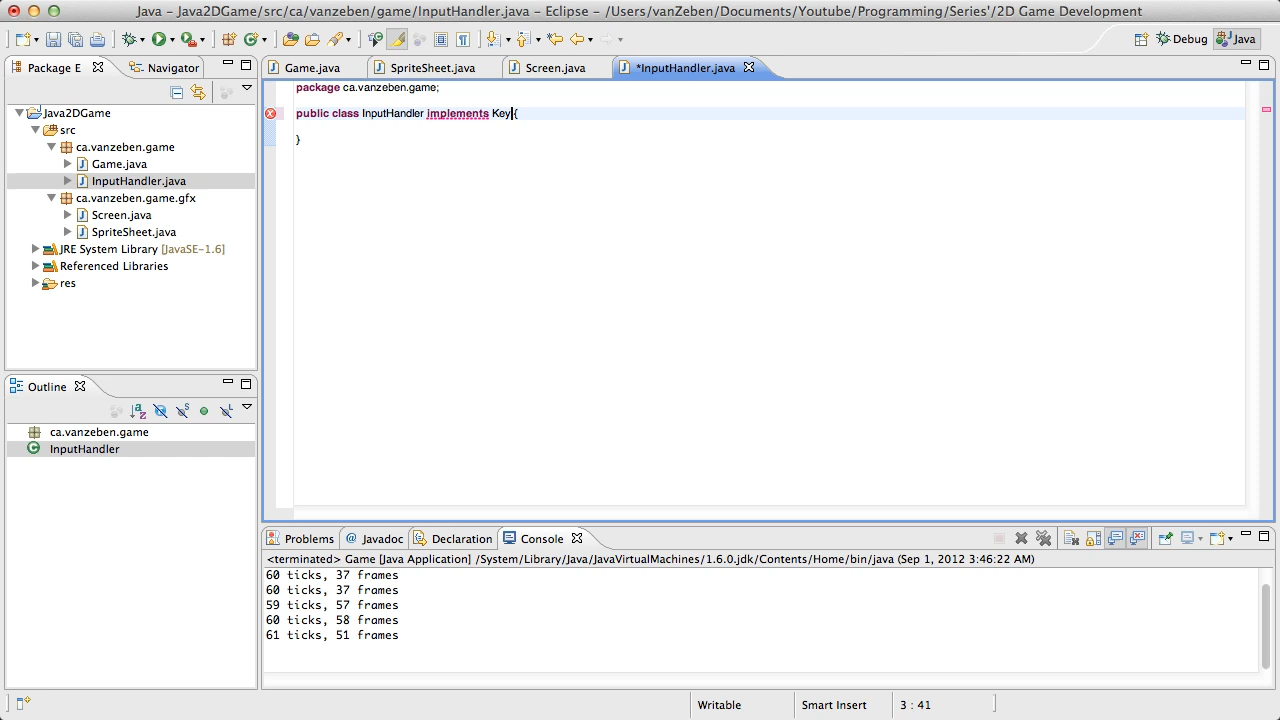 Java - Java2DGame/src/ca/vanzeben/game/InputHandler.java - Eclipse - /Users/vanZeben/Documents/Youtube/Programming/Series'/2D Game Development
Debug Java
Package E Navigator
Game.java SpriteSheet.java Screen.java *InputHandler.java
Java2DGame
src
ca.vanzeben.game
Game.java
InputHandler.java
ca.vanzeben.game.gfx
Screen.java
SpriteSheet.java
JRE System Library [JavaSE-1.6]
Referenced Libraries
res
package ca.vanzeben.game;
public class InputHandler implements Key{
}
Outline
ca.vanzeben.game
InputHandler
Problems @ Javadoc Declaration Console
<terminated> Game [Java Application] /System/Library/Java/JavaVirtualMachines/1.6.0.jdk/Contents/Home/bin/java (Sep 1, 2012 3:46:22 AM)
60 ticks, 37 frames
60 ticks, 37 frames
59 ticks, 57 frames
60 ticks, 58 frames
61 ticks, 51 frames
Writable Smart Insert 3 : 41